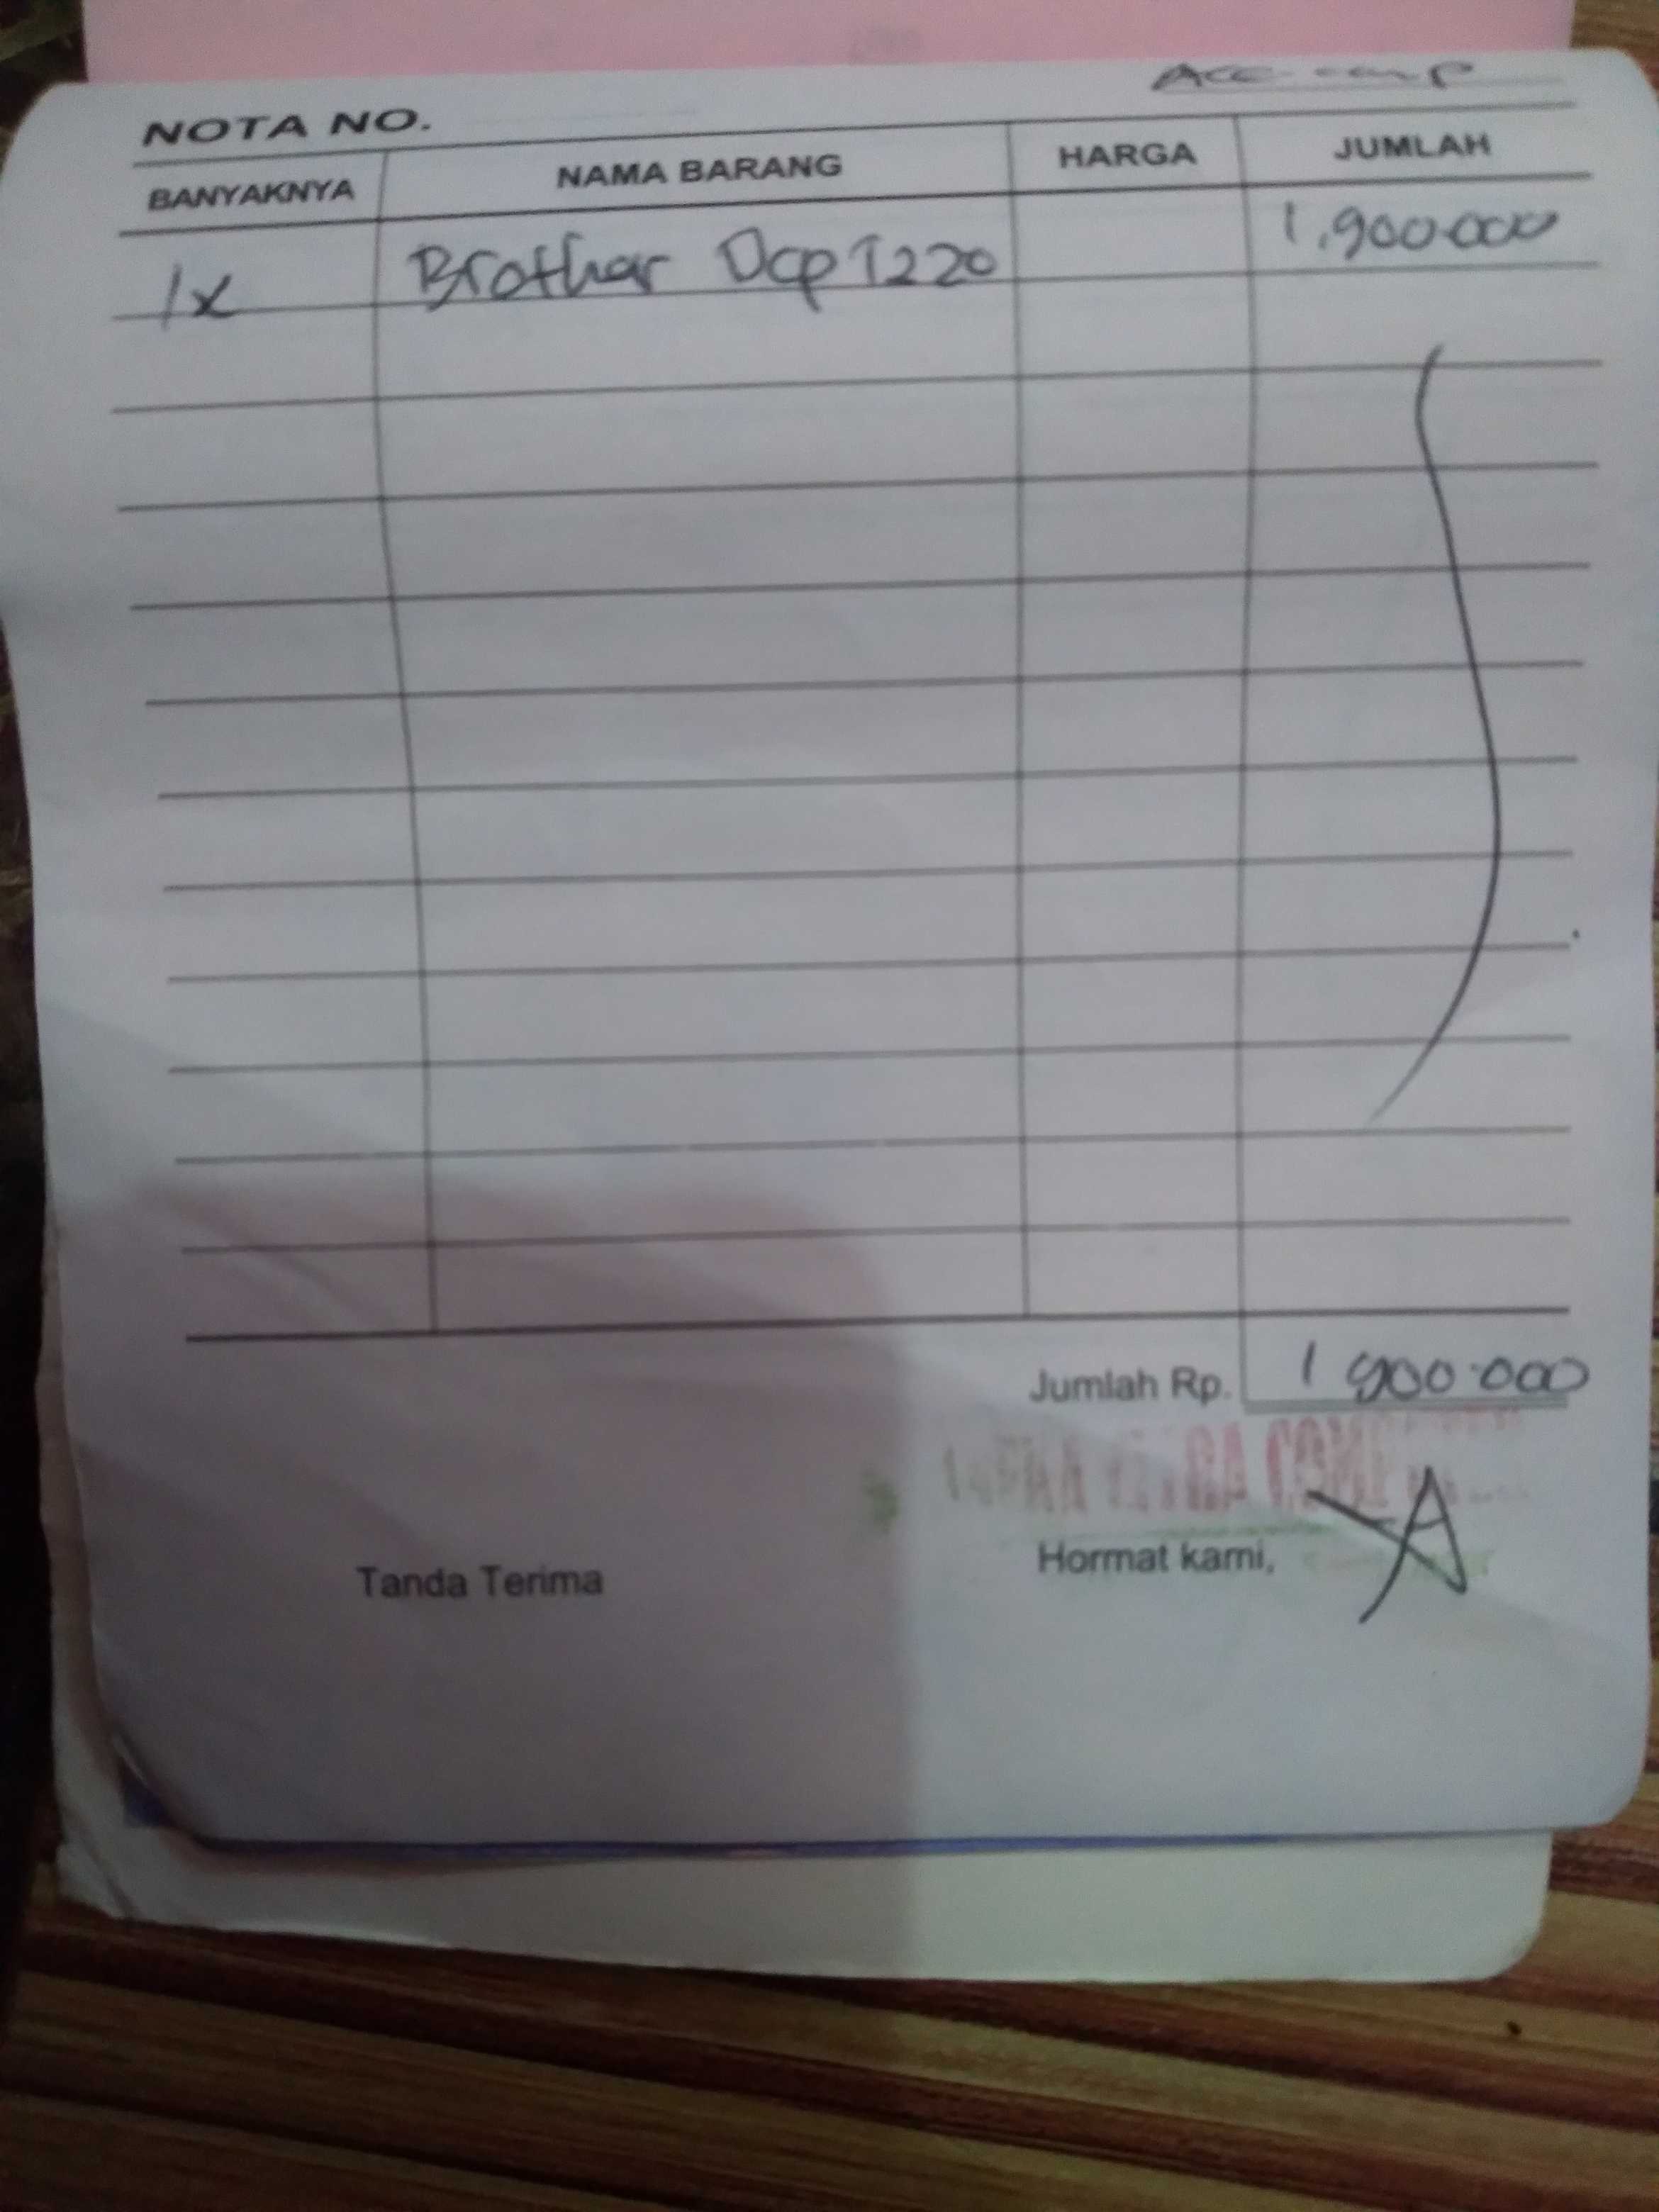 NOTA NO.
BANYAKNYA NAMA BARANG HARGA JUMLAH
1x Brother Dcp T220 1.900.000
Jumlah Rp. 1 900.000
Tanda Terima Hormat kami,